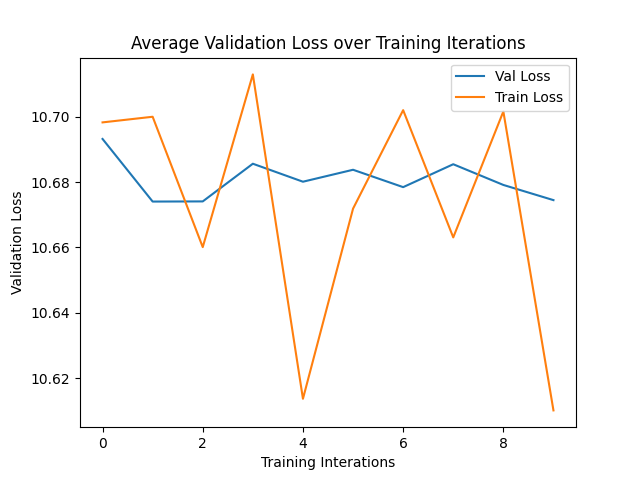 Average Validation Loss over Training Iterations
Val Loss
Train Loss
10.70
10.68
10.66
10.64
10.62
Validation Loss
0
2
4
6
8
Training Interations